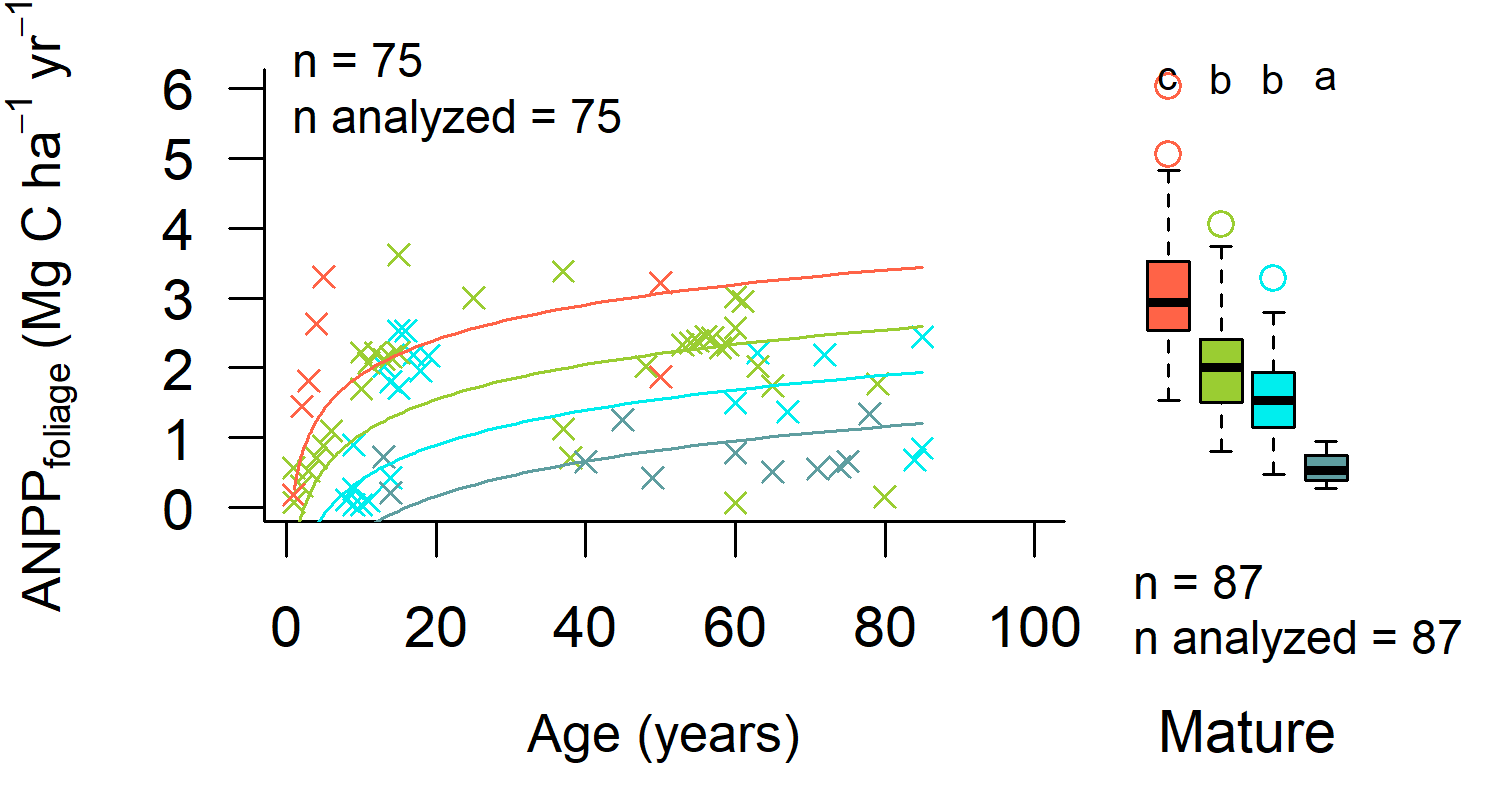 ANPPfoliage (Mg C ha−1 yr−1)
n = 75
n analyzed = 75
6
5
4
3
2
1
0
0 20 40 60 80 100
Age (years)
c b b a
n = 87
n analyzed = 87
Mature